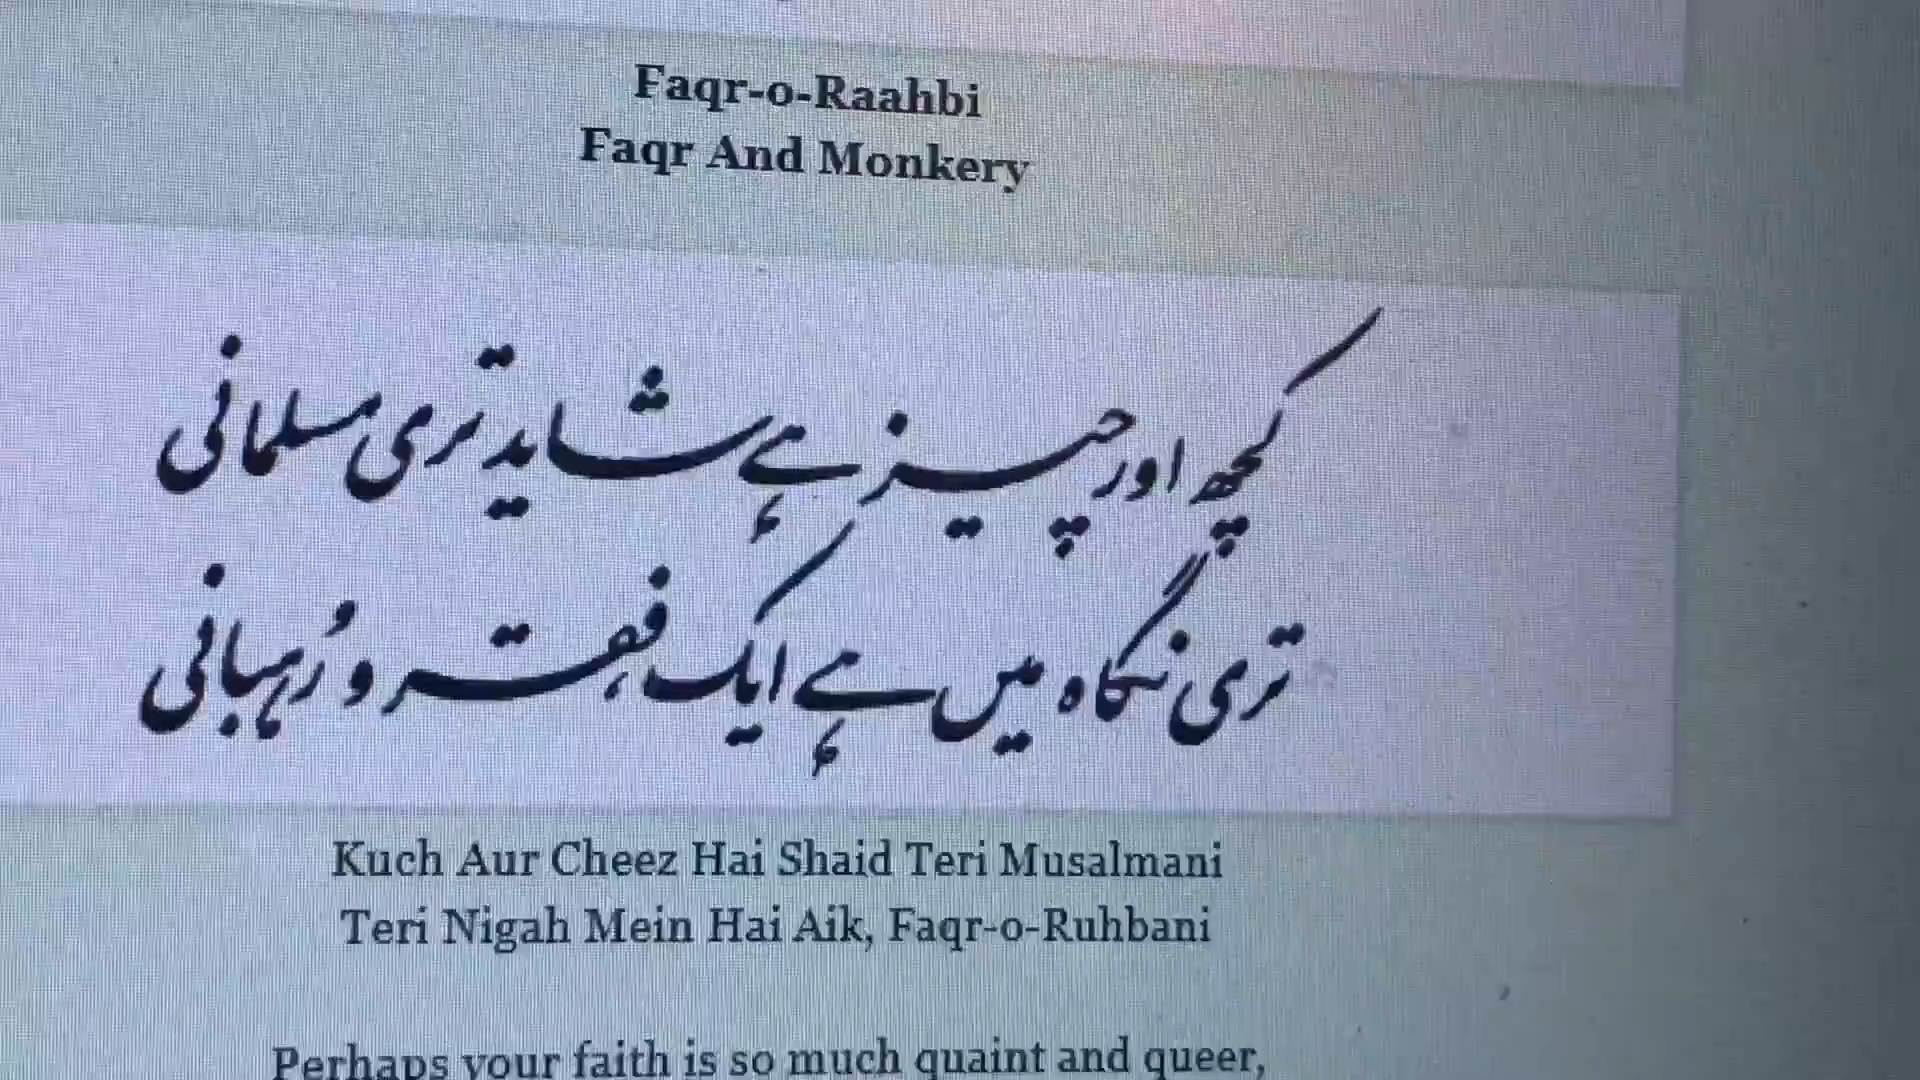 Faqr-o-Raahbi
Faqr And Monkery
کچھ اور چیز ہے شاید تری مسلمانی
تری نگاہ میں ہے ایک، فقر و رُہبانی
Kuch Aur Cheez Hai Shaid Teri Musalmani
Teri Nigah Mein Hai Aik, Faqr-o-Ruhbani
Perhaps your faith is so much quaint and queer,